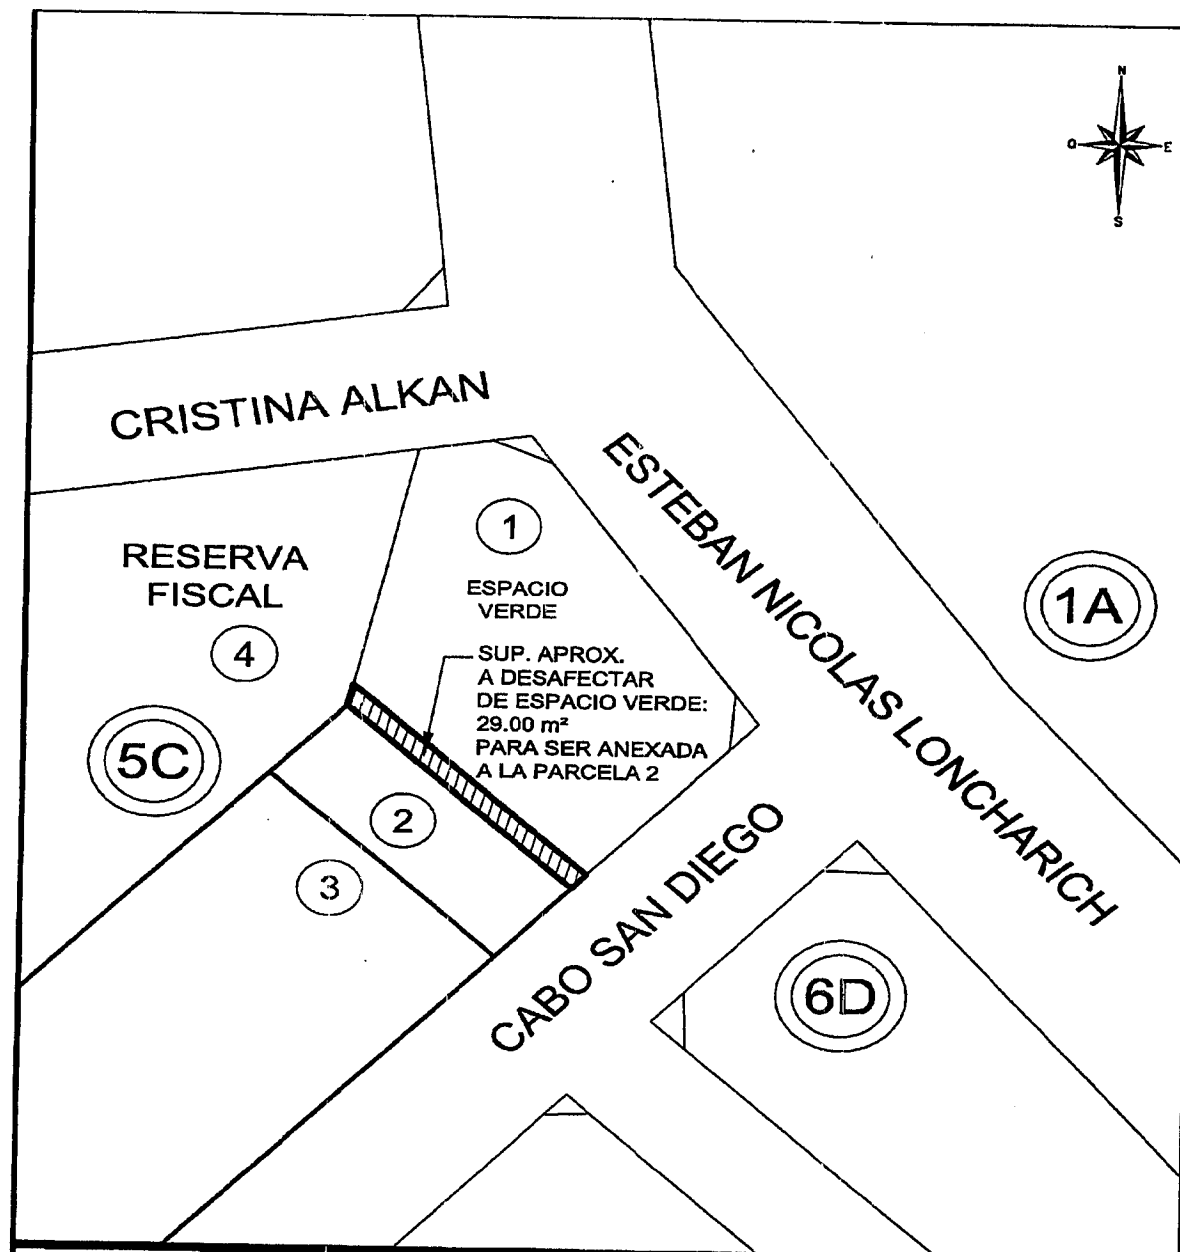 N
O E
S
CRISTINA ALKAN
ESTEBAN NICOLAS LONCHARICH
1
RESERVA
FISCAL
4
ESPACIO
VERDE
1A
SUP. APROX.
A DESAFECTAR
DE ESPACIO VERDE:
29.00 m²
PARA SER ANEXADA
A LA PARCELA 2
5C
2
3
CABO SAN DIEGO
6D